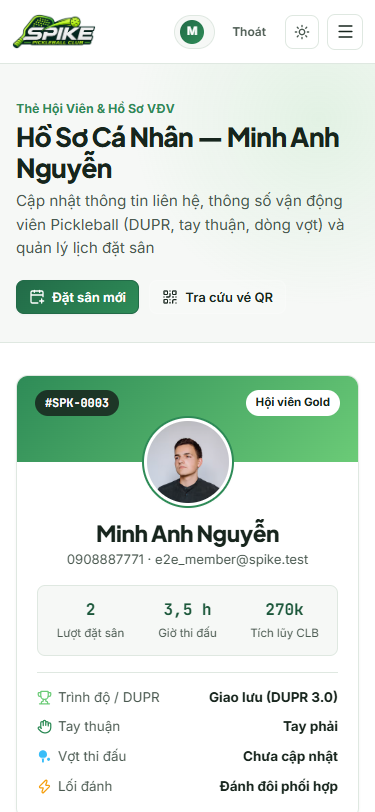 SPIKE
PICKLEBALL CLUB
M
Thoát
Thẻ Hội Viên & Hồ Sơ VĐV
Hồ Sơ Cá Nhân — Minh Anh
Nguyễn
Cập nhật thông tin liên hệ, thông số vận động
viên Pickleball (DUPR, tay thuận, dòng vợt) và
quản lý lịch đặt sân
Đặt sân mới
Tra cứu vé QR
#SPK-0003
Hội viên Gold
Minh Anh Nguyễn
0908887771 · e2e_member@spike.test
2
3,5 h
270k
Lượt đặt sân
Giờ thi đấu
Tích lũy CLB
Trình độ / DUPR
Giao lưu (DUPR 3.0)
Tay thuận
Tay phải
Vợt thi đấu
Chưa cập nhật
Lối đánh
Đánh đôi phối hợp